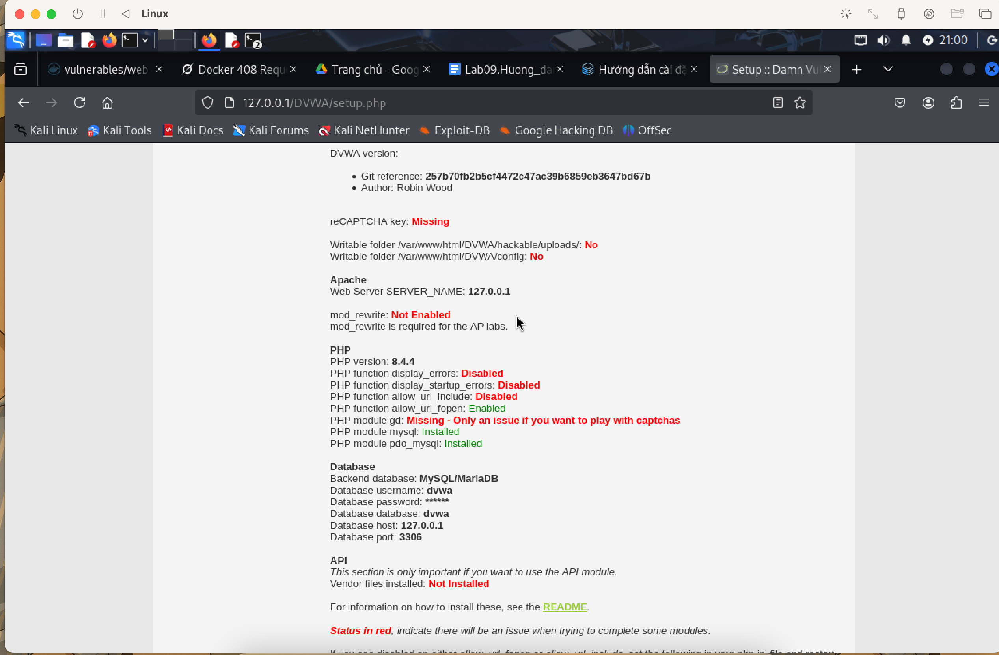 Linux
2
21:00
vulnerables/web-
Docker 408 Requ
Trang chủ - Goog
Lab09.Huong_da
Hướng dẫn cài đặ
Setup :: Damn Vul
127.0.0.1/DVWA/setup.php
Kali Linux
Kali Tools
Kali Docs
Kali Forums
Kali NetHunter
Exploit-DB
Google Hacking DB
OffSec
DVWA version:
• Git reference: 257b70fb2b5cf4472c47ac39b6859eb3647bd67b
• Author: Robin Wood
reCAPTCHA key: Missing
Writable folder /var/www/html/DVWA/hackable/uploads/: No
Writable folder /var/www/html/DVWA/config: No
Apache
Web Server SERVER_NAME: 127.0.0.1
mod_rewrite: Not Enabled
mod_rewrite is required for the AP labs.
PHP
PHP version: 8.4.4
PHP function display_errors: Disabled
PHP function display_startup_errors: Disabled
PHP function allow_url_include: Disabled
PHP function allow_url_fopen: Enabled
PHP module gd: Missing - Only an issue if you want to play with captchas
PHP module mysql: Installed
PHP module pdo_mysql: Installed
Database
Backend database: MySQL/MariaDB
Database username: dvwa
Database password: ******
Database database: dvwa
Database host: 127.0.0.1
Database port: 3306
API
This section is only important if you want to use the API module.
Vendor files installed: Not Installed
For information on how to install these, see the README.
Status in red, indicate there will be an issue when trying to complete some modules.